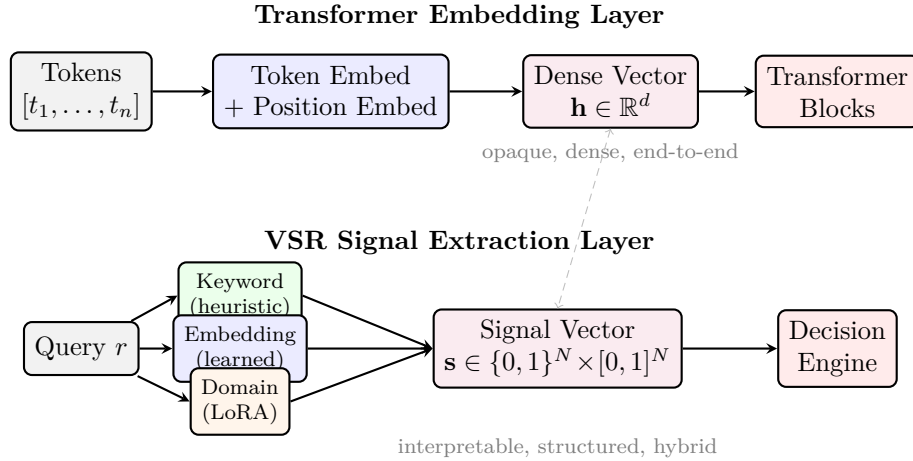 Transformer Embedding Layer
Tokens
[t₁, . . . , tₙ]
Token Embed
+ Position Embed
Dense Vector
h ∈ ℝᵈ
Transformer
Blocks
opaque, dense, end-to-end
VSR Signal Extraction Layer
Query r
Keyword
(heuristic)
Embedding
(learned)
Domain
(LoRA)
Signal Vector
s ∈ {0, 1}ᴺ ×[0, 1]ᴺ
Decision
Engine
interpretable, structured, hybrid